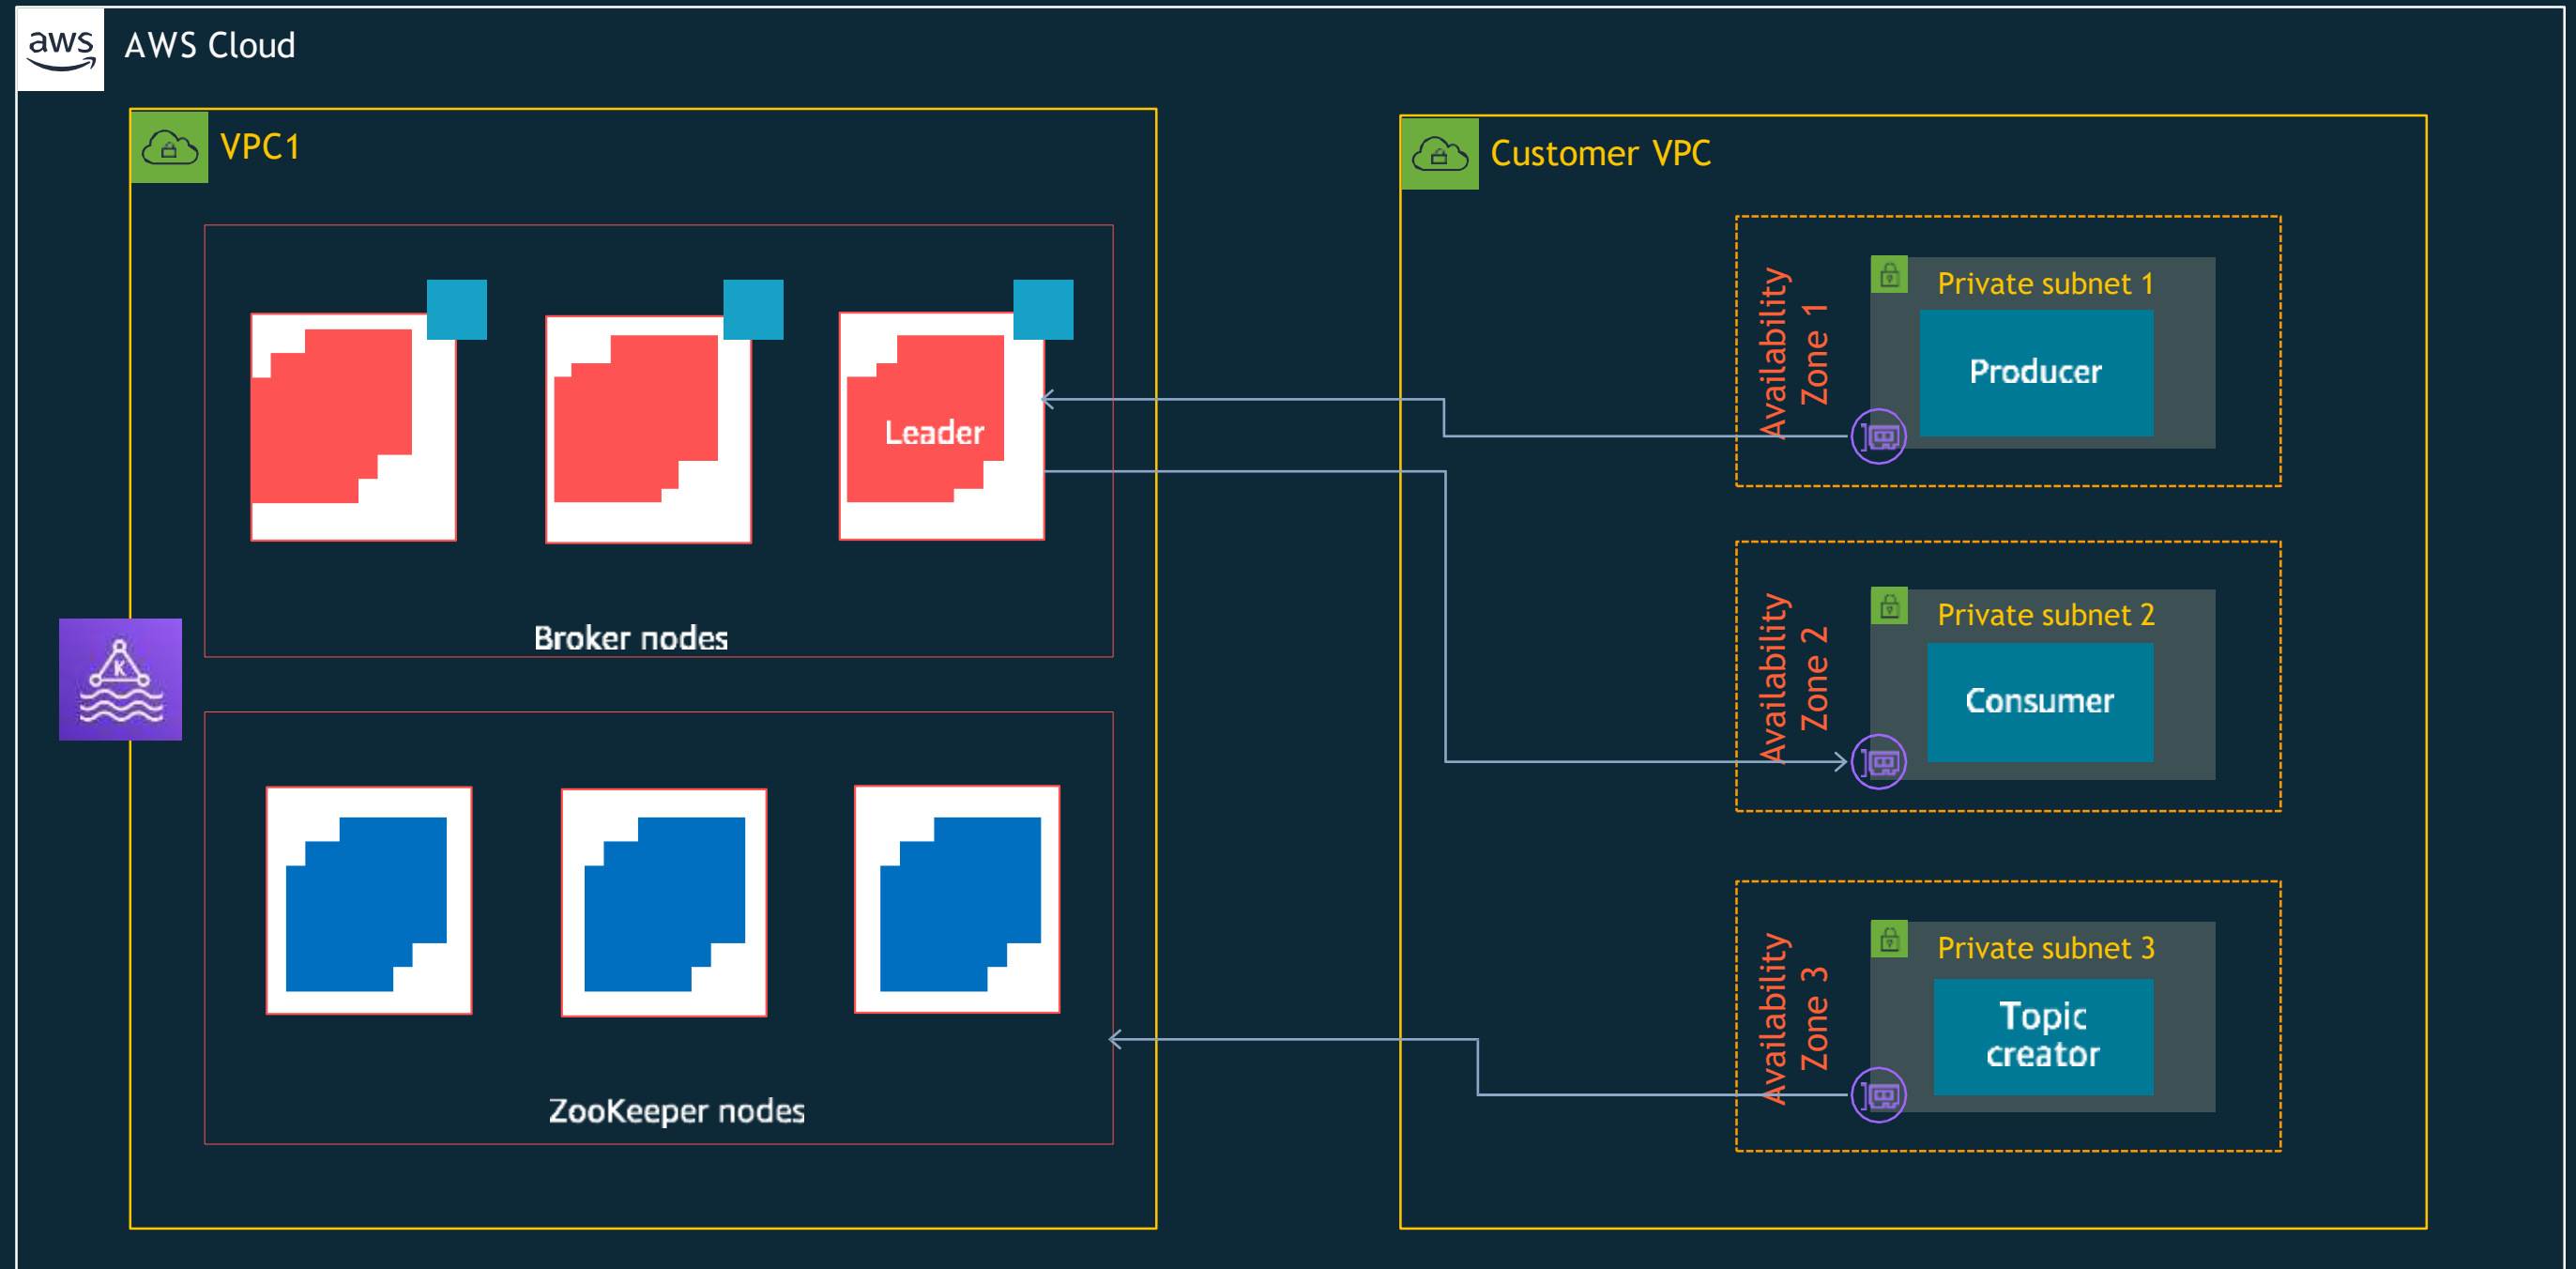 aws
AWS Cloud
VPC1
Leader
Broker nodes
K
ZooKeeper nodes
Customer VPC
Availability
Zone 1
Private subnet 1
Producer
Availability
Zone 2
Private subnet 2
Consumer
Availability
Zone 3
Private subnet 3
Topic
creator